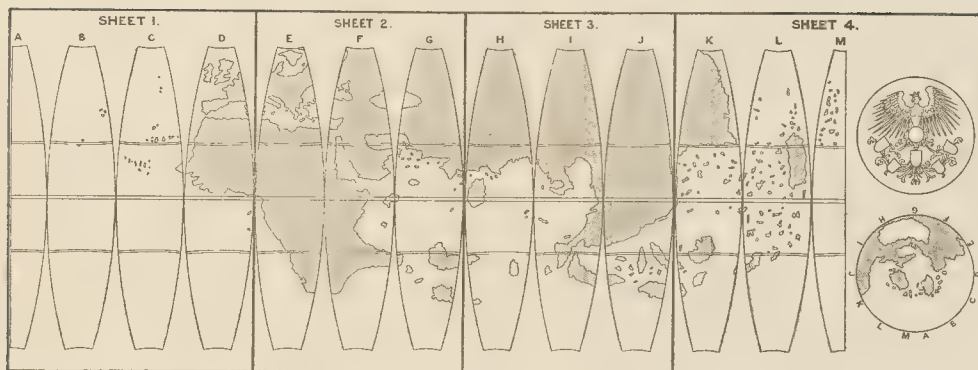 SHEET 1. SHEET 2. SHEET 3. SHEET 4.
A B C D E F G H I J K L M
H G F
I E
J D
K C
L M A B